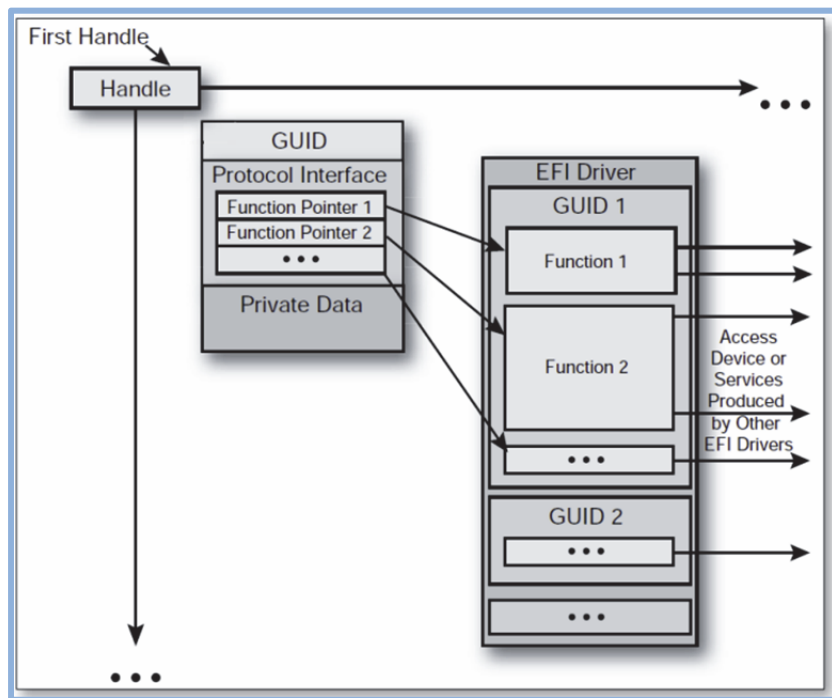 First Handle
Handle
• • •
GUID
Protocol Interface
Function Pointer 1
Function Pointer 2
• • •
Private Data
EFI Driver
GUID 1
Function 1
Function 2
• • •
Access
Device or
Services
Produced
by Other
EFI Drivers
GUID 2
• • •
• • •
• • •